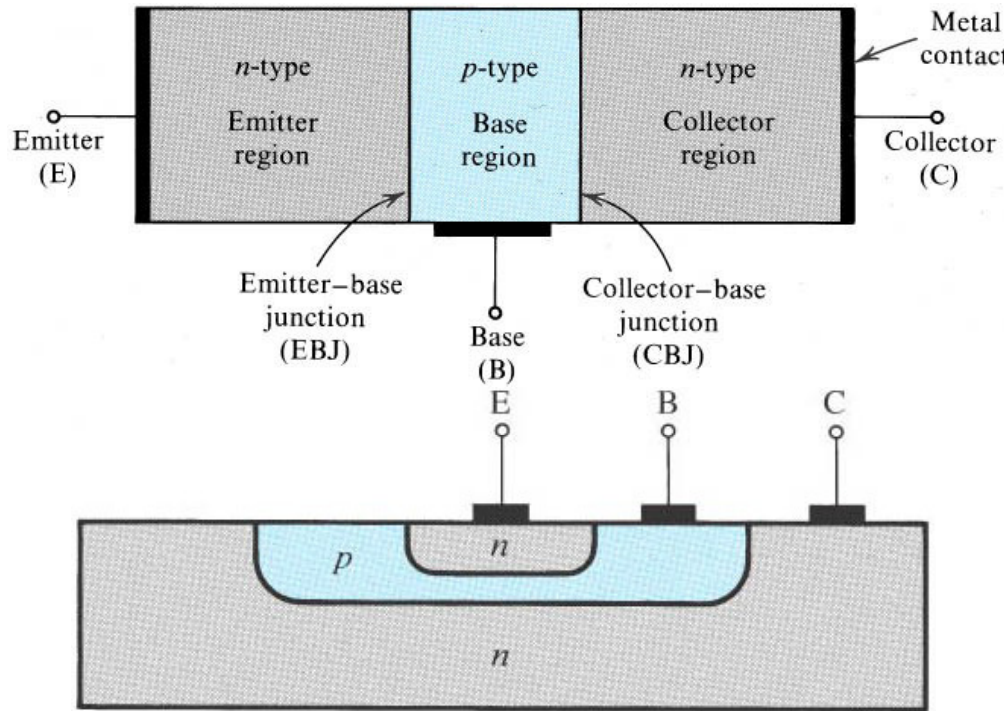 n-type
Emitter
region
p-type
Base
region
n-type
Collector
region
Metal
contact
Emitter
(E)
Collector
(C)
Emitter–base
junction
(EBJ)
Base
(B)
Collector–base
junction
(CBJ)
E
B
C
p
n
n